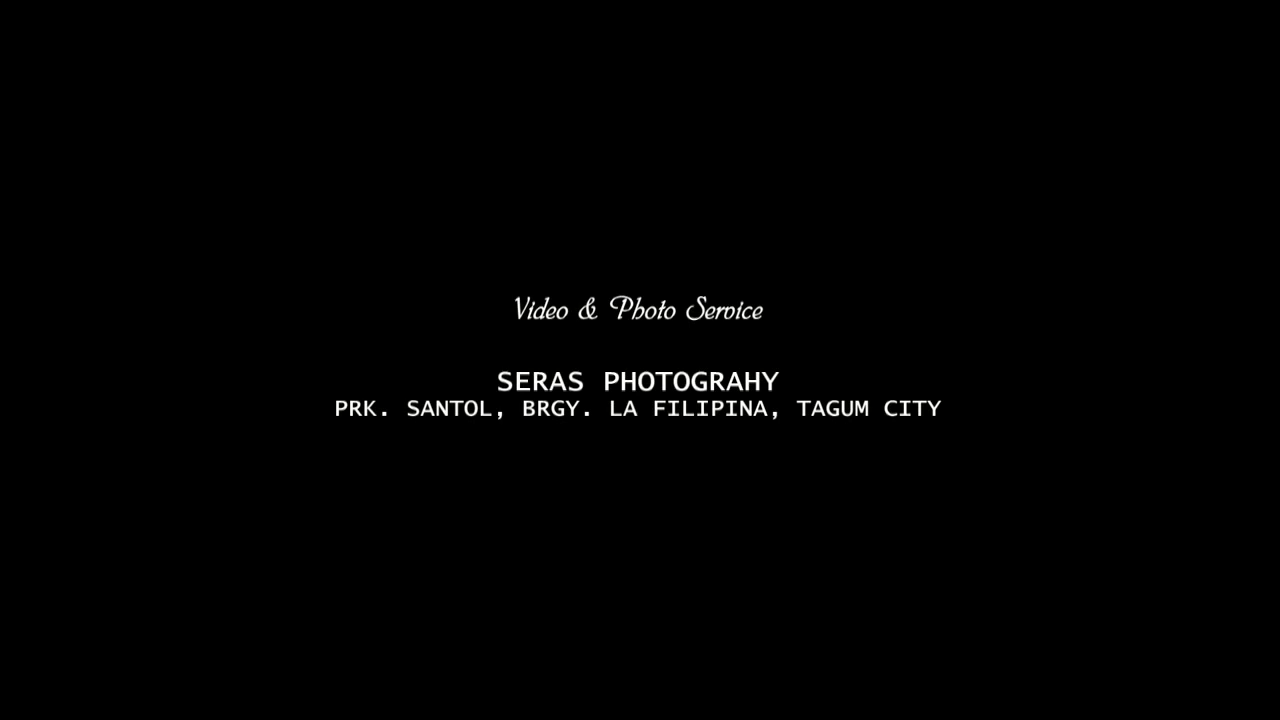 Video & Photo Service
SERAS PHOTOGRAHY
PRK. SANTOL, BRGY. LA FILIPINA, TAGUM CITY